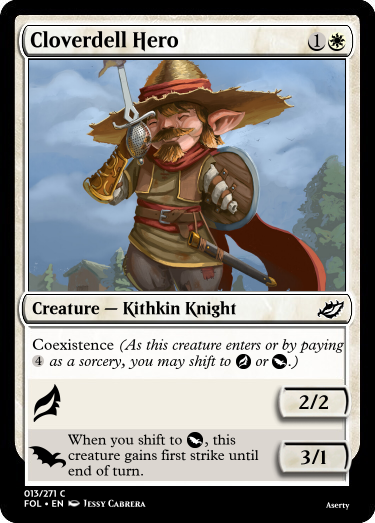 Cloverdell Hero 1
Creature — Kithkin Knight
Coexistence (As this creature enters or by paying
4 as a sorcery, you may shift to or .)
2/2
When you shift to , this
creature gains first strike until
end of turn.
3/1
013/271 C
FOL • EN Jessy Cabrera
Aserty